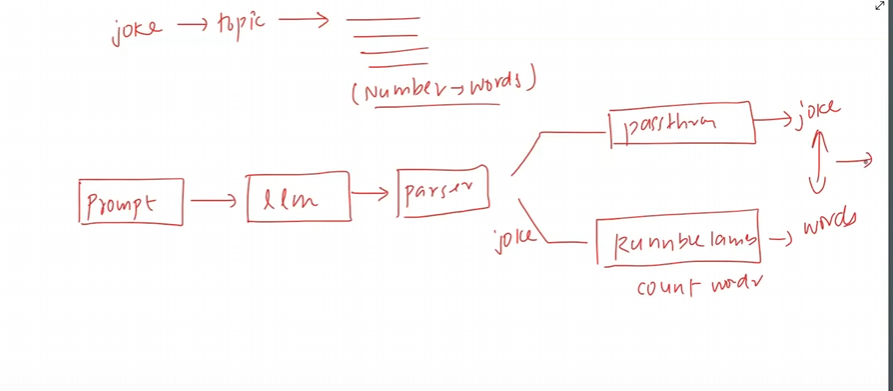 joke → topic →
(Number → words)
passthru
→ joke
Prompt → llm → parser
joke
Runnble lamb → words
count words